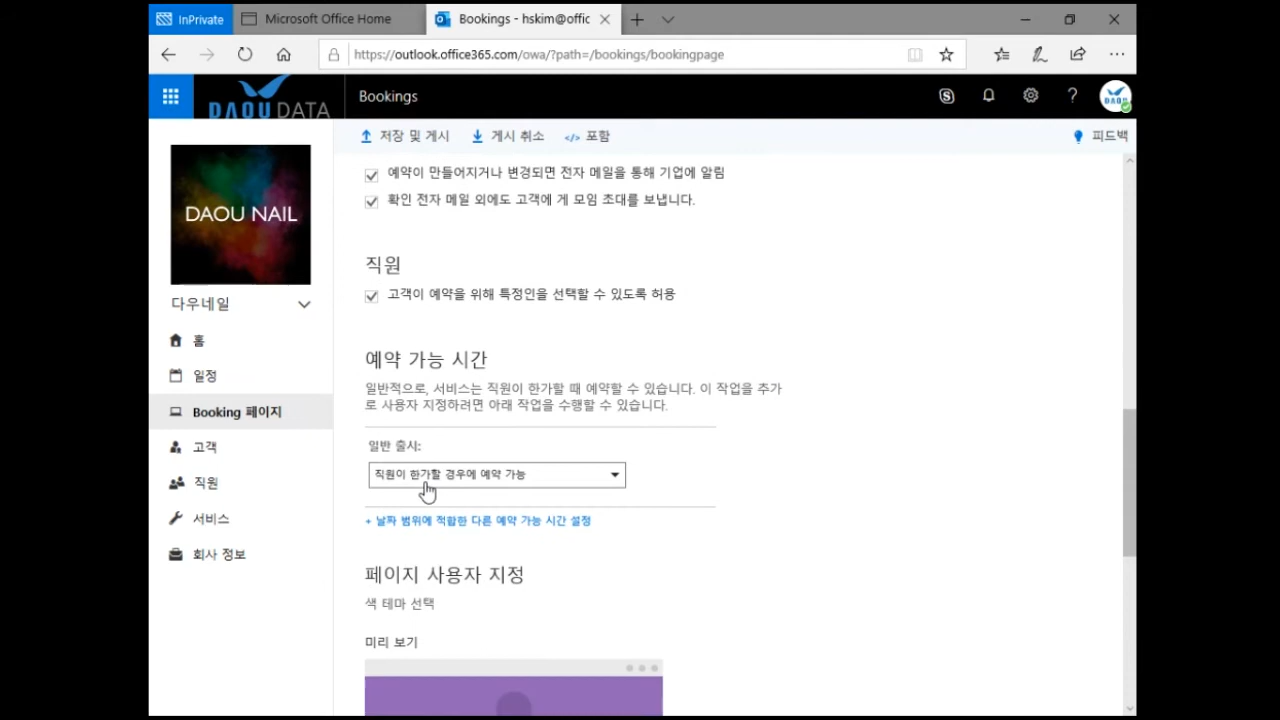 InPrivate
Microsoft Office Home
Bookings - hskim@offic
https://outlook.office365.com/owa/?path=/bookings/bookingpage
DAOU DATA
Bookings
저장 및 게시
게시 취소
</> 포함
피드백
DAOU NAIL
다우네일
홈
일정
Booking 페이지
고객
직원
서비스
회사 정보
예약이 만들어지거나 변경되면 전자 메일을 통해 기업에 알림
확인 전자 메일 외에도 고객에 게 모임 초대를 보냅니다.
직원
고객이 예약을 위해 특정인을 선택할 수 있도록 허용
예약 가능 시간
일반적으로, 서비스는 직원이 한가할 때 예약할 수 있습니다. 이 작업을 추가
로 사용자 지정하려면 아래 작업을 수행할 수 있습니다.
일반 출시:
직원이 한가할 경우에 예약 가능
+ 날짜 범위에 적합한 다른 예약 가능 시간 설정
페이지 사용자 지정
색 테마 선택
미리 보기